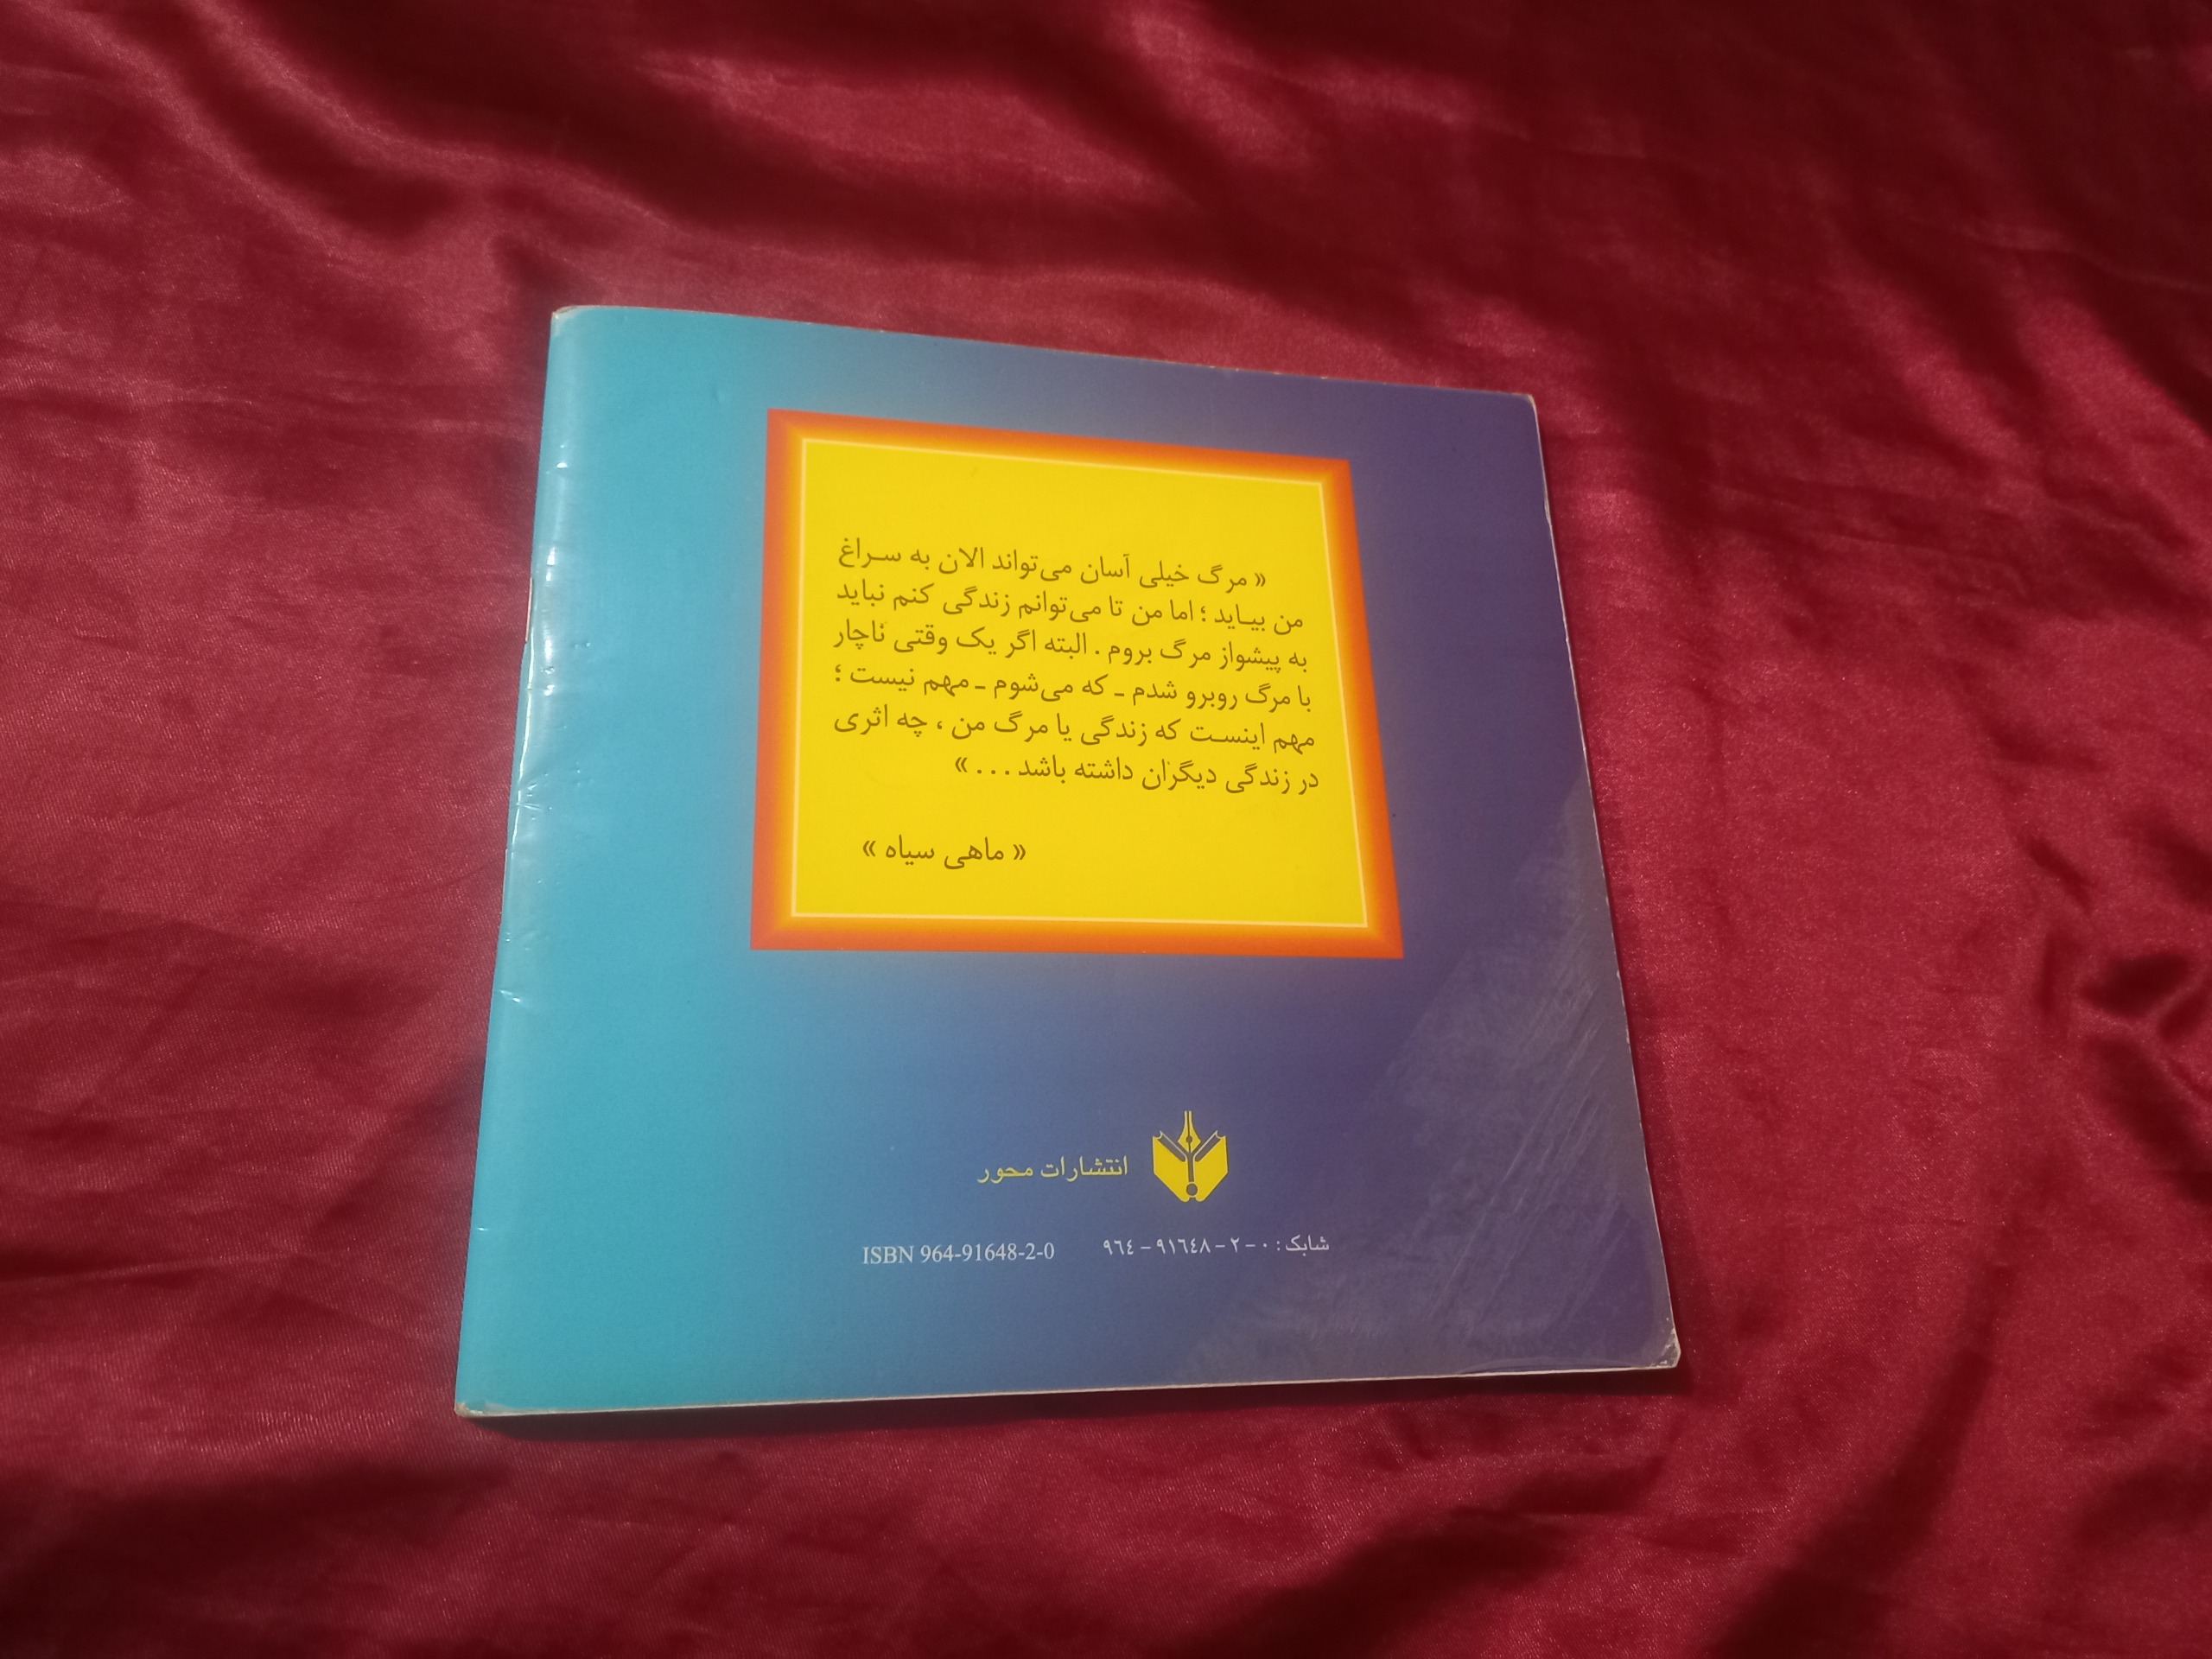 « مرگ خیلی آسان می‌تواند الان به سراغ
من بیاید ؛ اما من تا می‌توانم زندگی کنم نباید
به پیشواز مرگ بروم . البته اگر یک وقتی ناچار
با مرگ روبرو شدم ـ که می‌شوم ـ مهم نیست ؛
مهم اینست که زندگی یا مرگ من ، چه اثری
در زندگی دیگران داشته باشد ... »
« ماهی سیاه »
انتشارات محور
شابک : ۰ - ۲ - ۹۱٦٤۸ - ۹٦٤ ISBN 964-91648-2-0